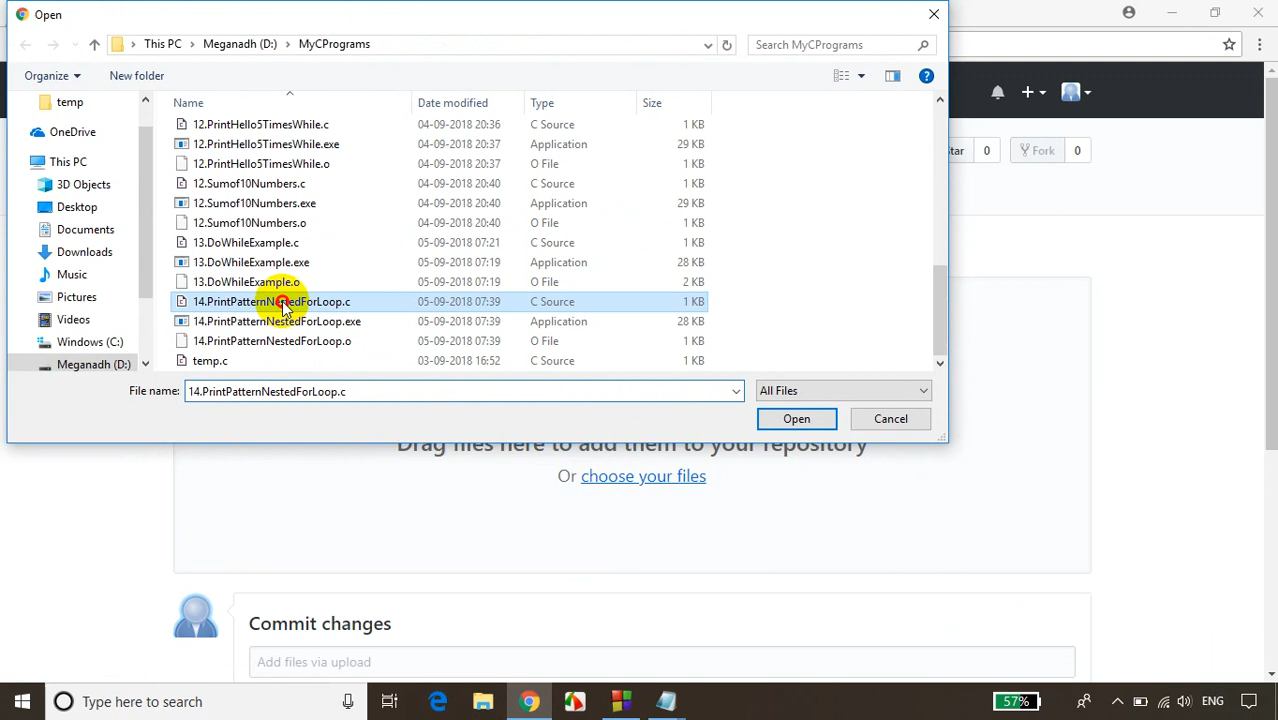 Open
This PC > Meganadh (D:) > MyCPrograms
Search MyCPrograms
Organize
New folder
Name
Date modified
Type
Size
temp
OneDrive
This PC
3D Objects
Desktop
Documents
Downloads
Music
Pictures
Videos
Windows (C:)
Meganadh (D:)
12.PrintHello5TimesWhile.c 04-09-2018 20:36 C Source 1 KB
12.PrintHello5TimesWhile.exe 04-09-2018 20:37 Application 29 KB
12.PrintHello5TimesWhile.o 04-09-2018 20:37 O File 1 KB
12.Sumof10Numbers.c 04-09-2018 20:40 C Source 1 KB
12.Sumof10Numbers.exe 04-09-2018 20:40 Application 29 KB
12.Sumof10Numbers.o 04-09-2018 20:40 O File 1 KB
13.DoWhileExample.c 05-09-2018 07:21 C Source 1 KB
13.DoWhileExample.exe 05-09-2018 07:19 Application 28 KB
13.DoWhileExample.o 05-09-2018 07:19 O File 2 KB
14.PrintPatternNestedForLoop.c 05-09-2018 07:39 C Source 1 KB
14.PrintPatternNestedForLoop.exe 05-09-2018 07:39 Application 28 KB
14.PrintPatternNestedForLoop.o 05-09-2018 07:39 O File 1 KB
temp.c 03-09-2018 16:52 C Source 1 KB
File name: 14.PrintPatternNestedForLoop.c
All Files
Open
Cancel
Star 0
Fork 0
Drag files here to add them to your repository
Or choose your files
Commit changes
Add files via upload
Type here to search
57%
ENG